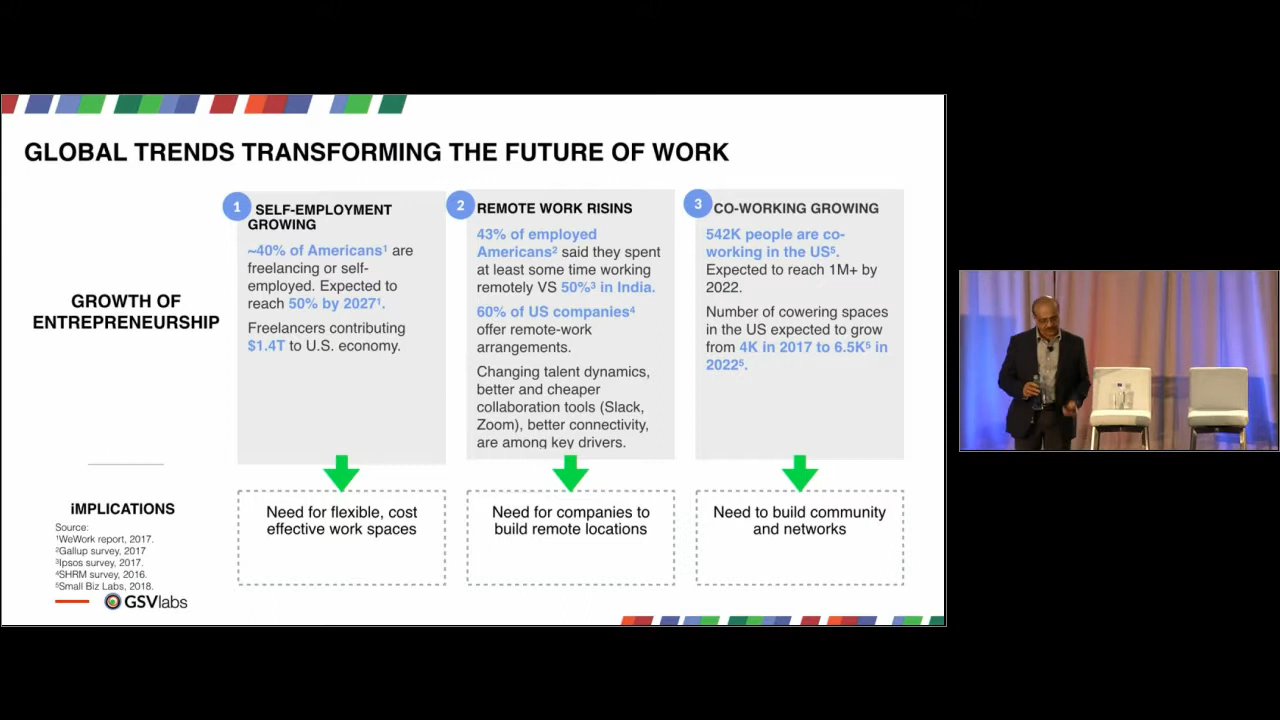 GLOBAL TRENDS TRANSFORMING THE FUTURE OF WORK
GROWTH OF
ENTREPRENEURSHIP
1
SELF-EMPLOYMENT
GROWING
~40% of Americans¹ are
freelancing or self-
employed. Expected to
reach 50% by 2027¹.
Freelancers contributing
$1.4T to U.S. economy.
2
REMOTE WORK RISINS
43% of employed
Americans² said they spent
at least some time working
remotely VS 50%³ in India.
60% of US companies⁴
offer remote-work
arrangements.
Changing talent dynamics,
better and cheaper
collaboration tools (Slack,
Zoom), better connectivity,
are among key drivers.
3
CO-WORKING GROWING
542K people are co-
working in the US⁵.
Expected to reach 1M+ by
2022.
Number of cowering spaces
in the US expected to grow
from 4K in 2017 to 6.5K⁵ in
2022⁵.
iMPLICATIONS
Need for flexible, cost
effective work spaces
Need for companies to
build remote locations
Need to build community
and networks
Source:
¹WeWork report, 2017.
²Gallup survey, 2017
³Ipsos survey, 2017.
⁴SHRM survey, 2016.
⁵Small Biz Labs, 2018.
GSVlabs